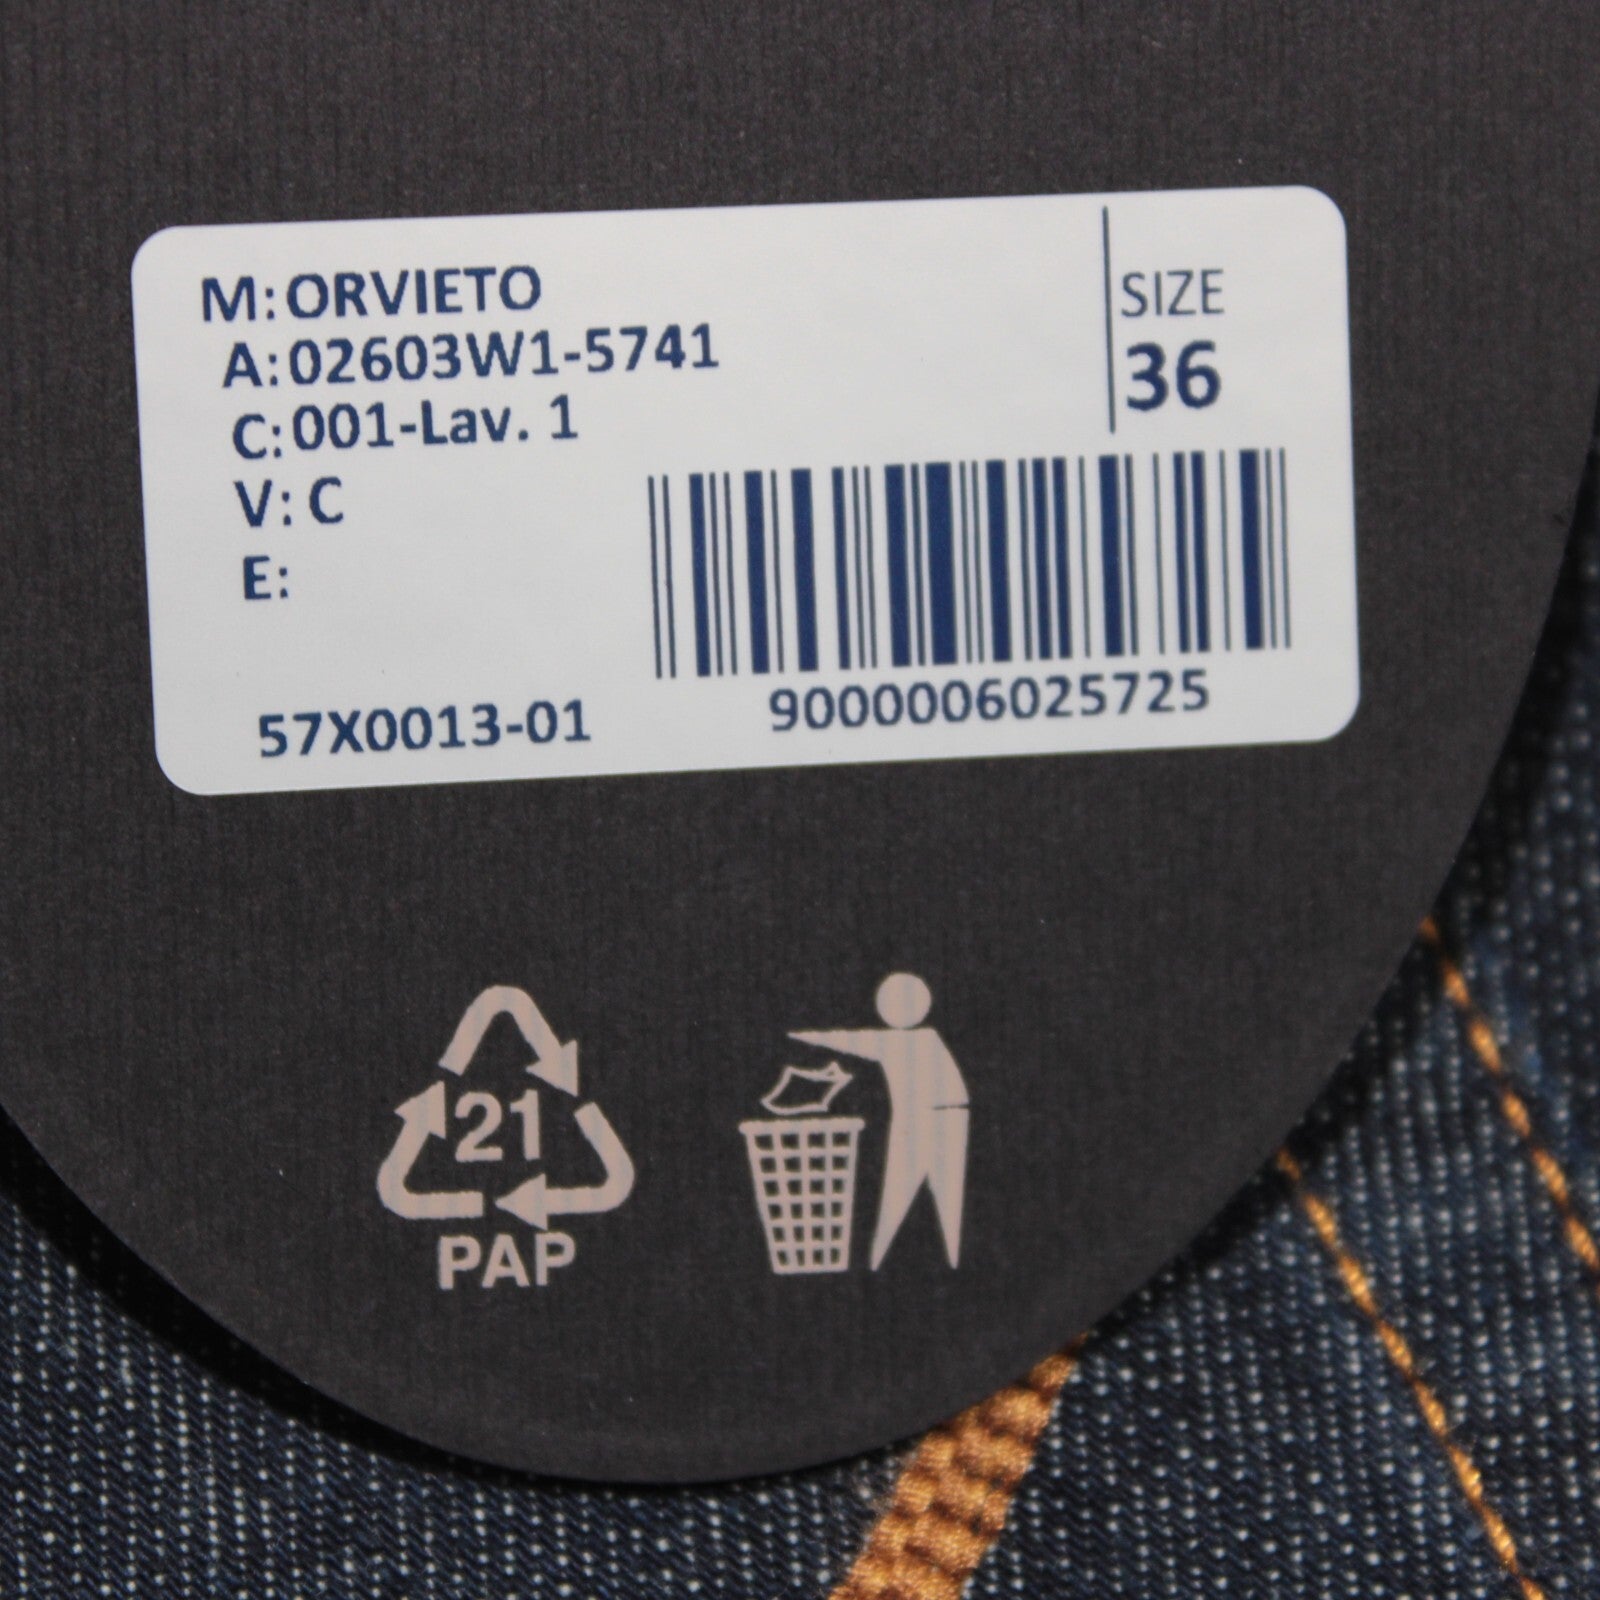 M: ORVIETO
A: 02603W1-5741
C: 001-Lav. 1
V: C
E:
SIZE
36
57X0013-01
9000006025725
21
PAP